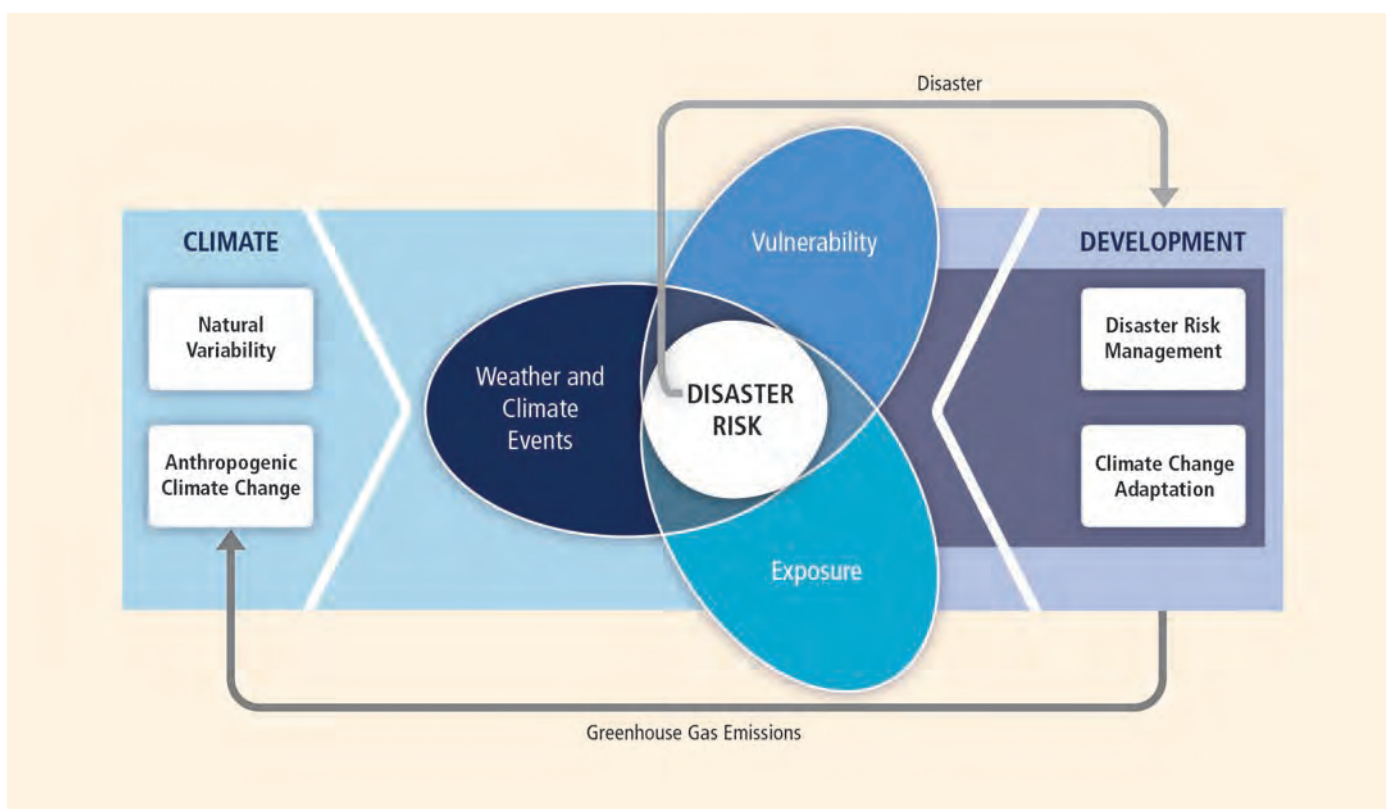 Disaster
CLIMATE
Natural
Variability
Anthropogenic
Climate Change
Weather and
Climate
Events
Vulnerability
DISASTER
RISK
Exposure
DEVELOPMENT
Disaster Risk
Management
Climate Change
Adaptation
Greenhouse Gas Emissions